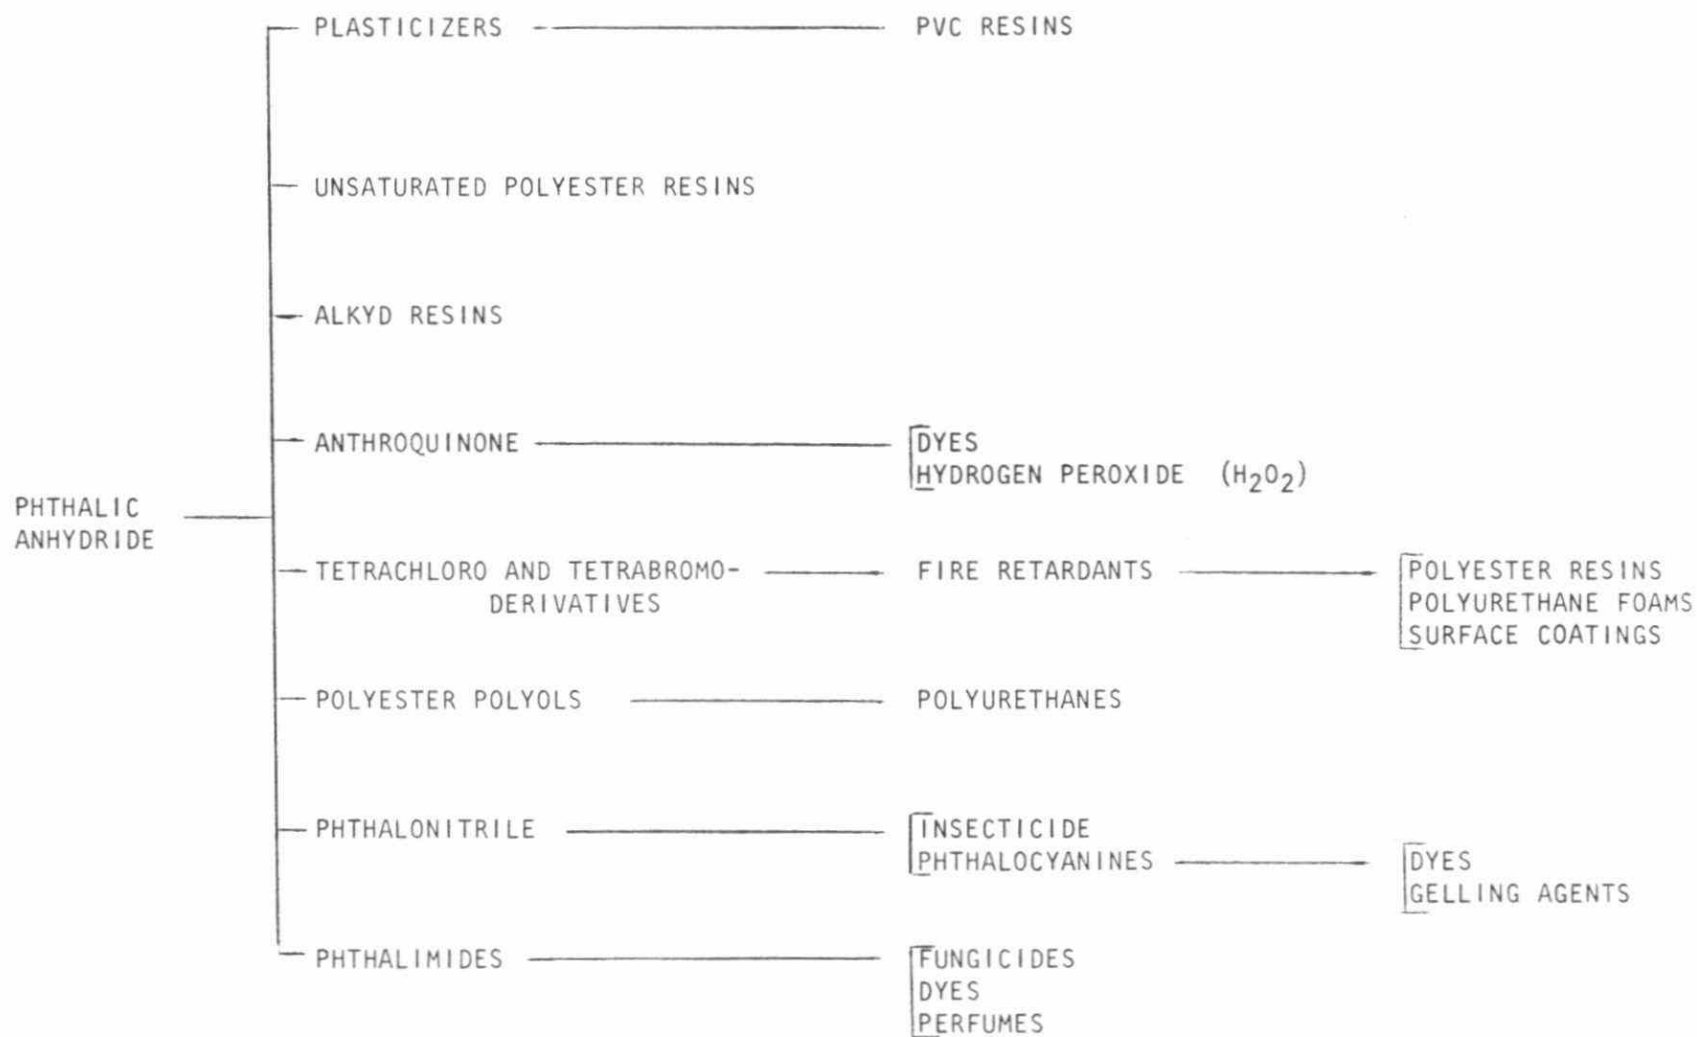 PLASTICIZERS PVC RESINS
UNSATURATED POLYESTER RESINS
ALKYD RESINS
ANTHROQUINONE DYES
HYDROGEN PEROXIDE (H₂O₂)
PHTHALIC
ANHYDRIDE
TETRACHLORO AND TETRABROMO- FIRE RETARDANTS POLYESTER RESINS
DERIVATIVES POLYURETHANE FOAMS
SURFACE COATINGS
POLYESTER POLYOLS POLYURETHANES
PHTHALONITRILE INSECTICIDE
PHTHALOCYANINES DYES
GELLING AGENTS
PHTHALIMIDES FUNGICIDES
DYES
PERFUMES